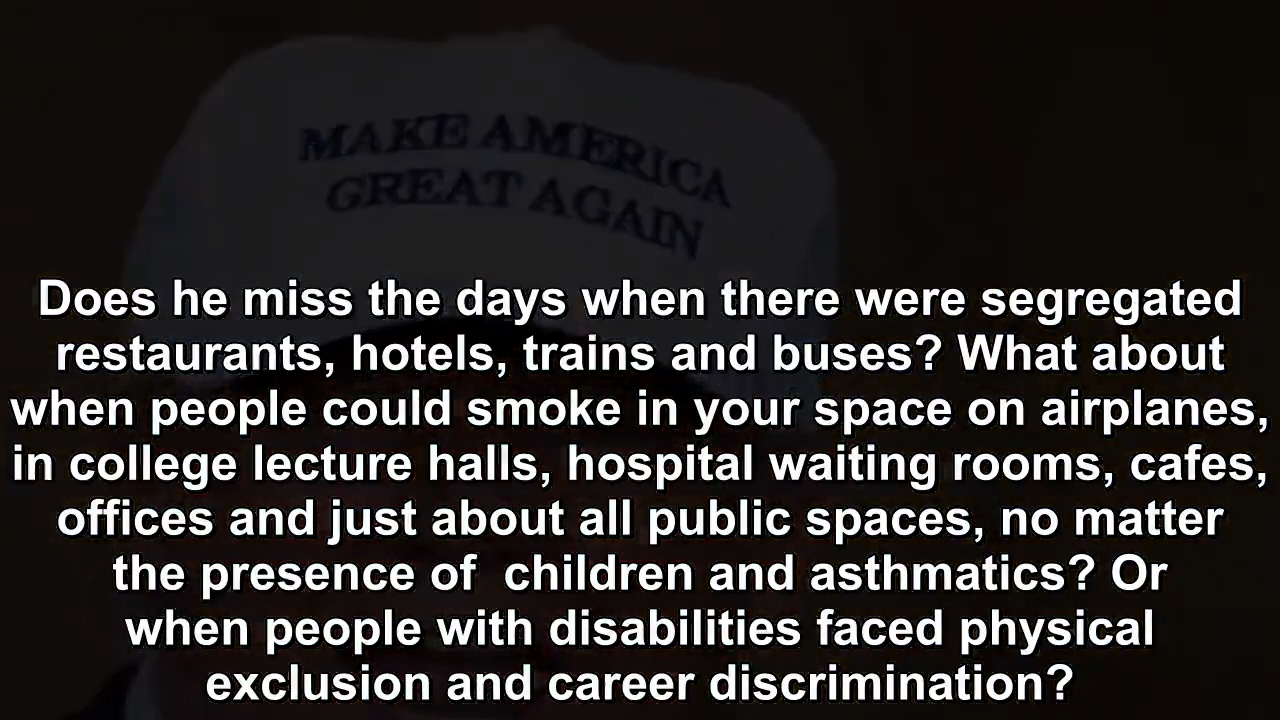 MAKE AMERICA
GREAT AGAIN
Does he miss the days when there were segregated
restaurants, hotels, trains and buses? What about
when people could smoke in your space on airplanes,
in college lecture halls, hospital waiting rooms, cafes,
offices and just about all public spaces, no matter
the presence of  children and asthmatics? Or
when people with disabilities faced physical
exclusion and career discrimination?